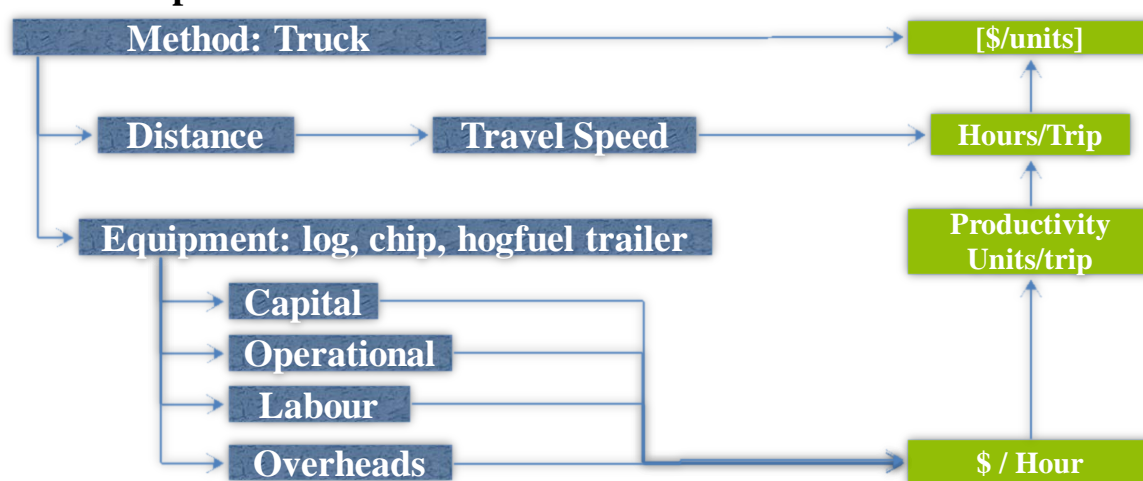 Method: Truck
[$/units]
Distance
Travel Speed
Hours/Trip
Equipment: log, chip, hogfuel trailer
Productivity
Units/trip
Capital
Operational
Labour
Overheads
$ / Hour